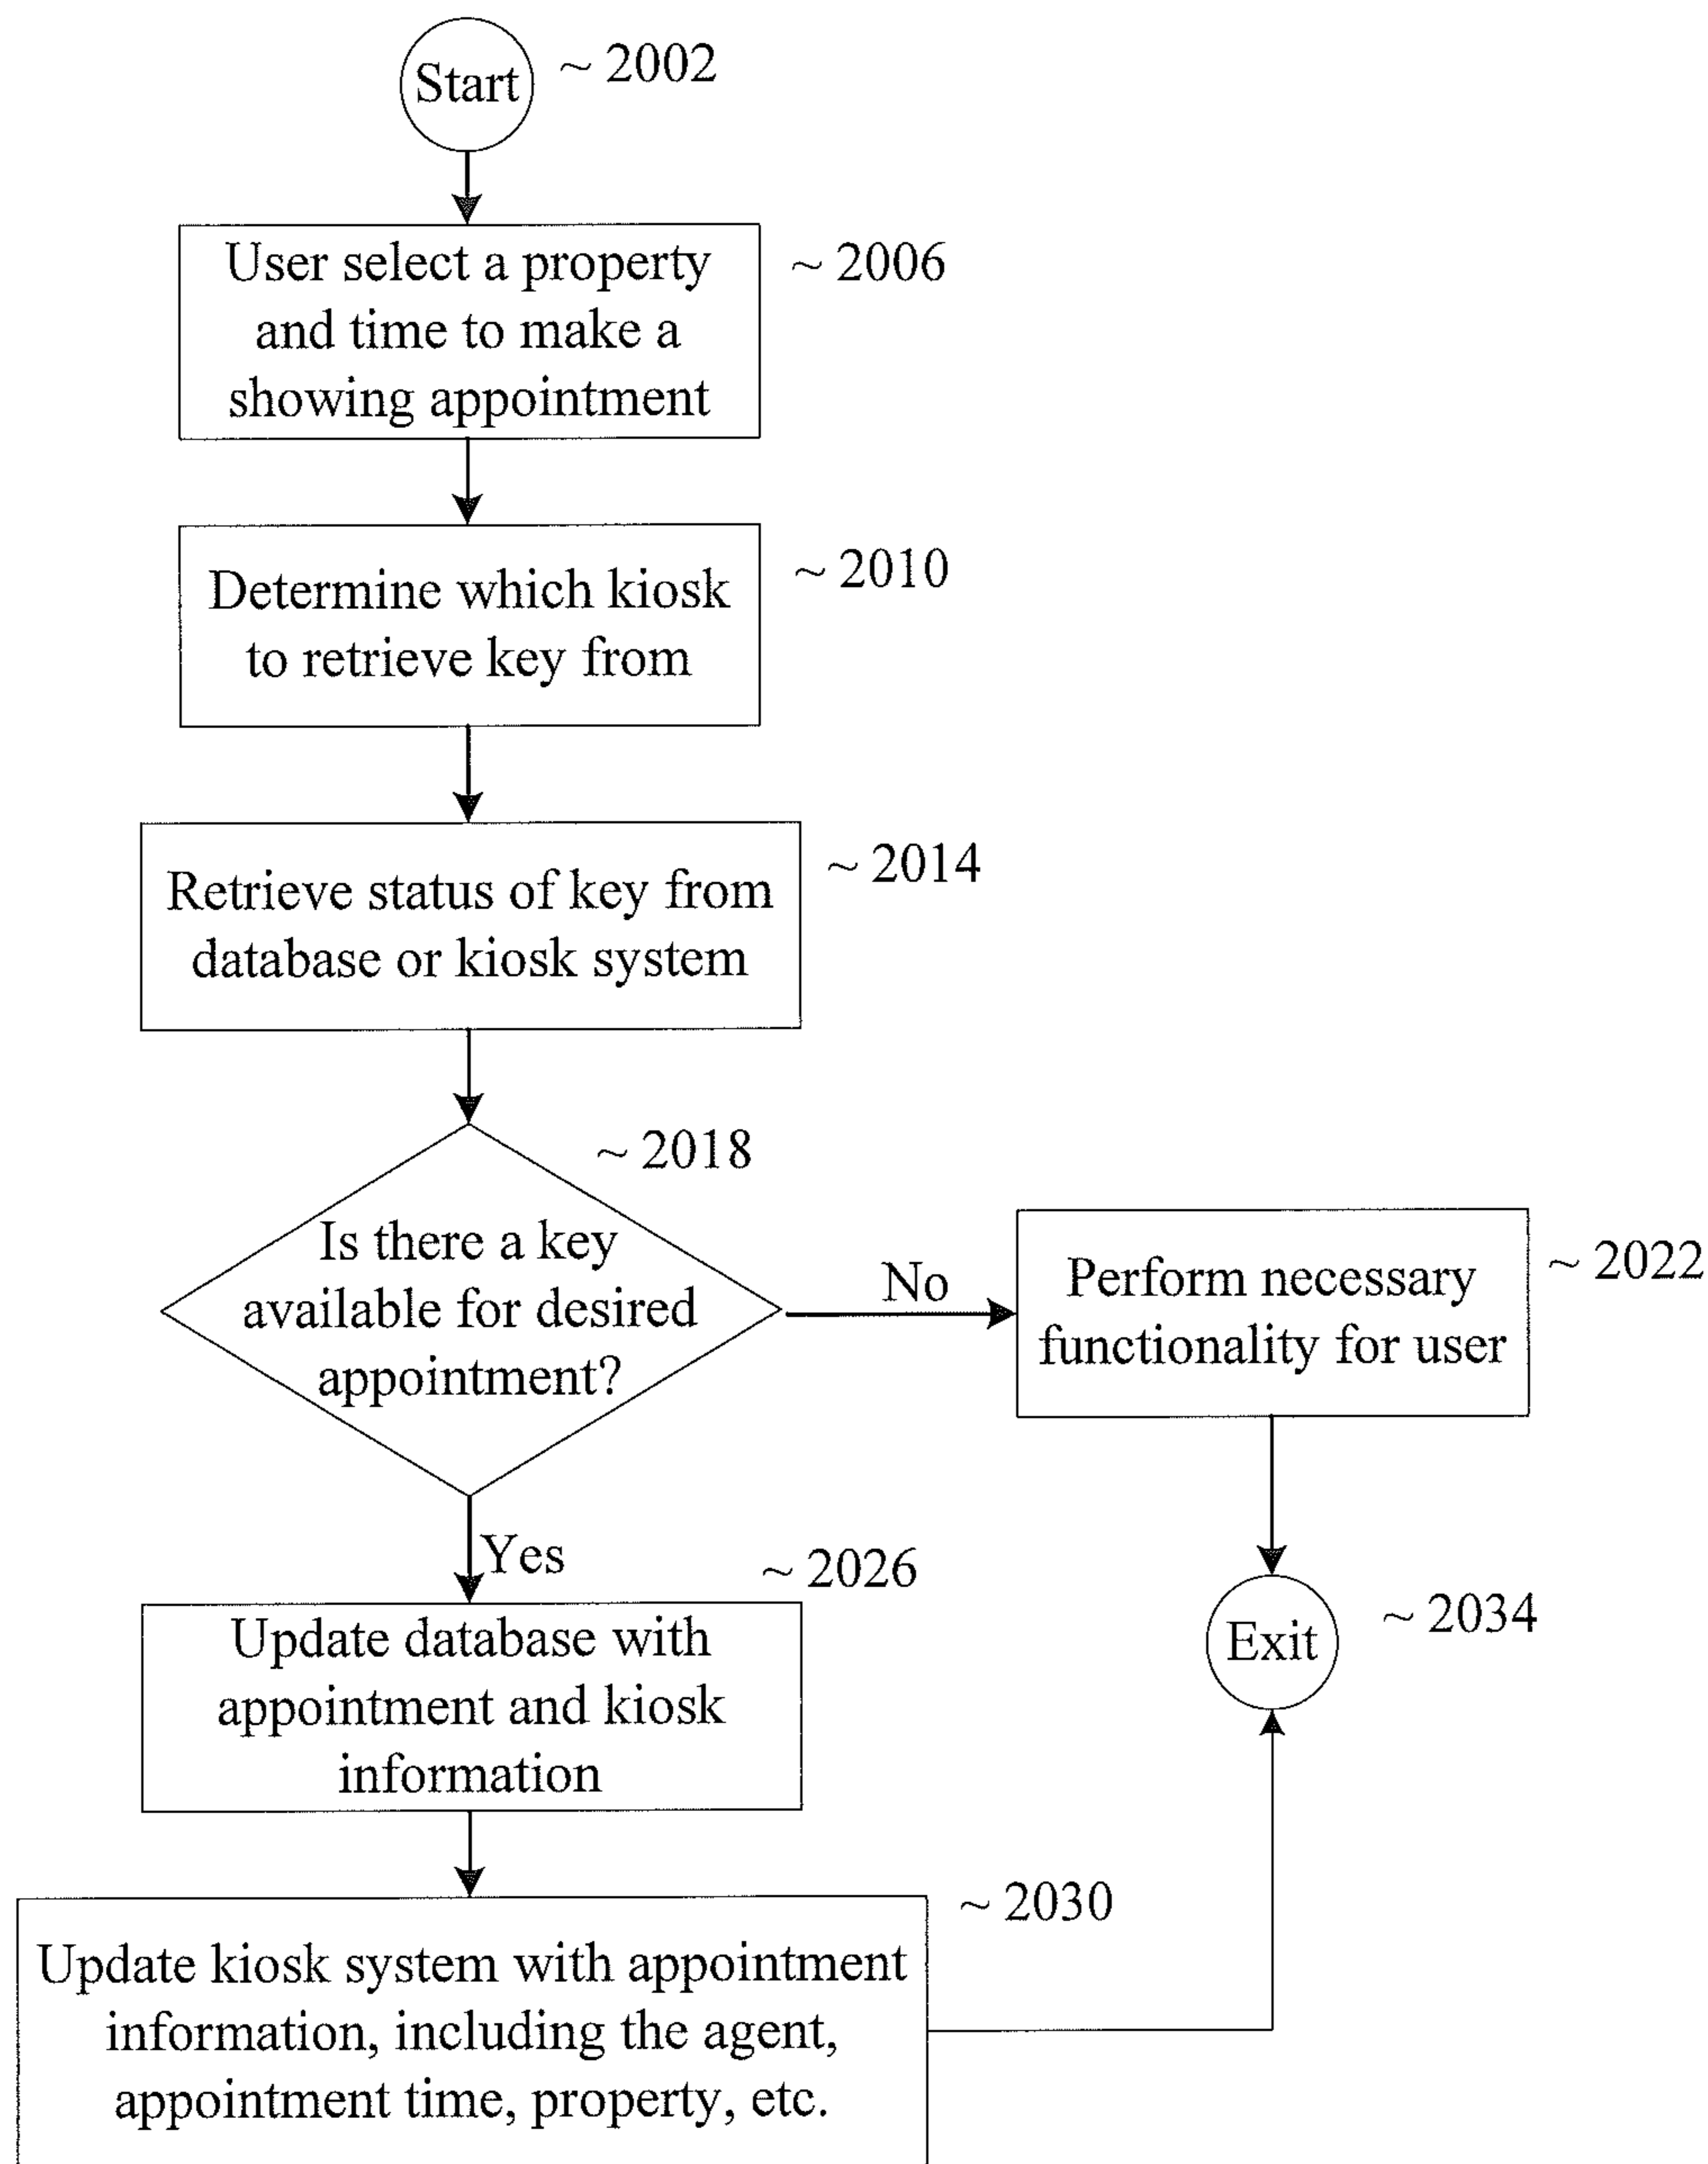 Start
~ 2002
User select a property
and time to make a
showing appointment
~ 2006
Determine which kiosk
to retrieve key from
~ 2010
Retrieve status of key from
database or kiosk system
~ 2014
~ 2018
Is there a key
available for desired
appointment?
No
Perform necessary
functionality for user
~ 2022
Yes
~ 2026
Update database with
appointment and kiosk
information
Exit
~ 2034
~ 2030
Update kiosk system with appointment
information, including the agent,
appointment time, property, etc.